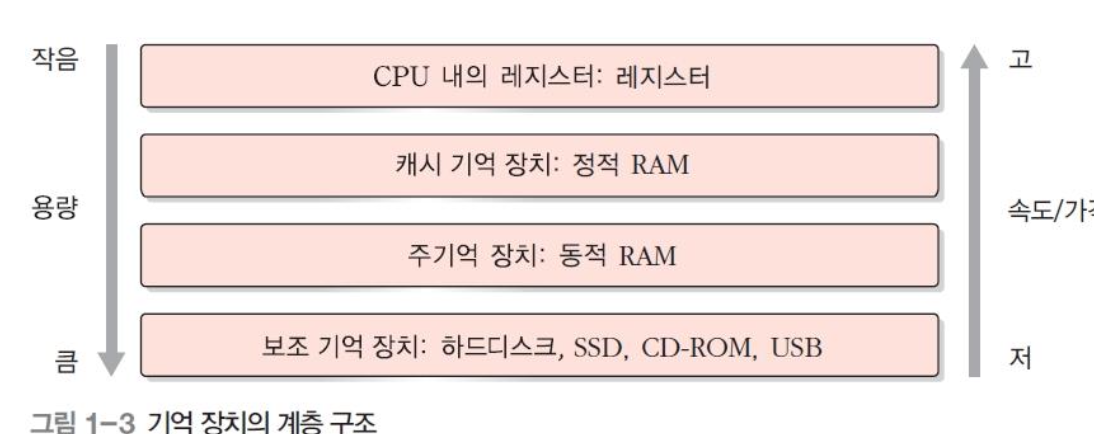 작음
고
CPU 내의 레지스터: 레지스터
캐시 기억 장치: 정적 RAM
용량
속도/가
주기억 장치: 동적 RAM
보조 기억 장치: 하드디스크, SSD, CD-ROM, USB
큼
저
그림 1-3 기억 장치의 계층 구조